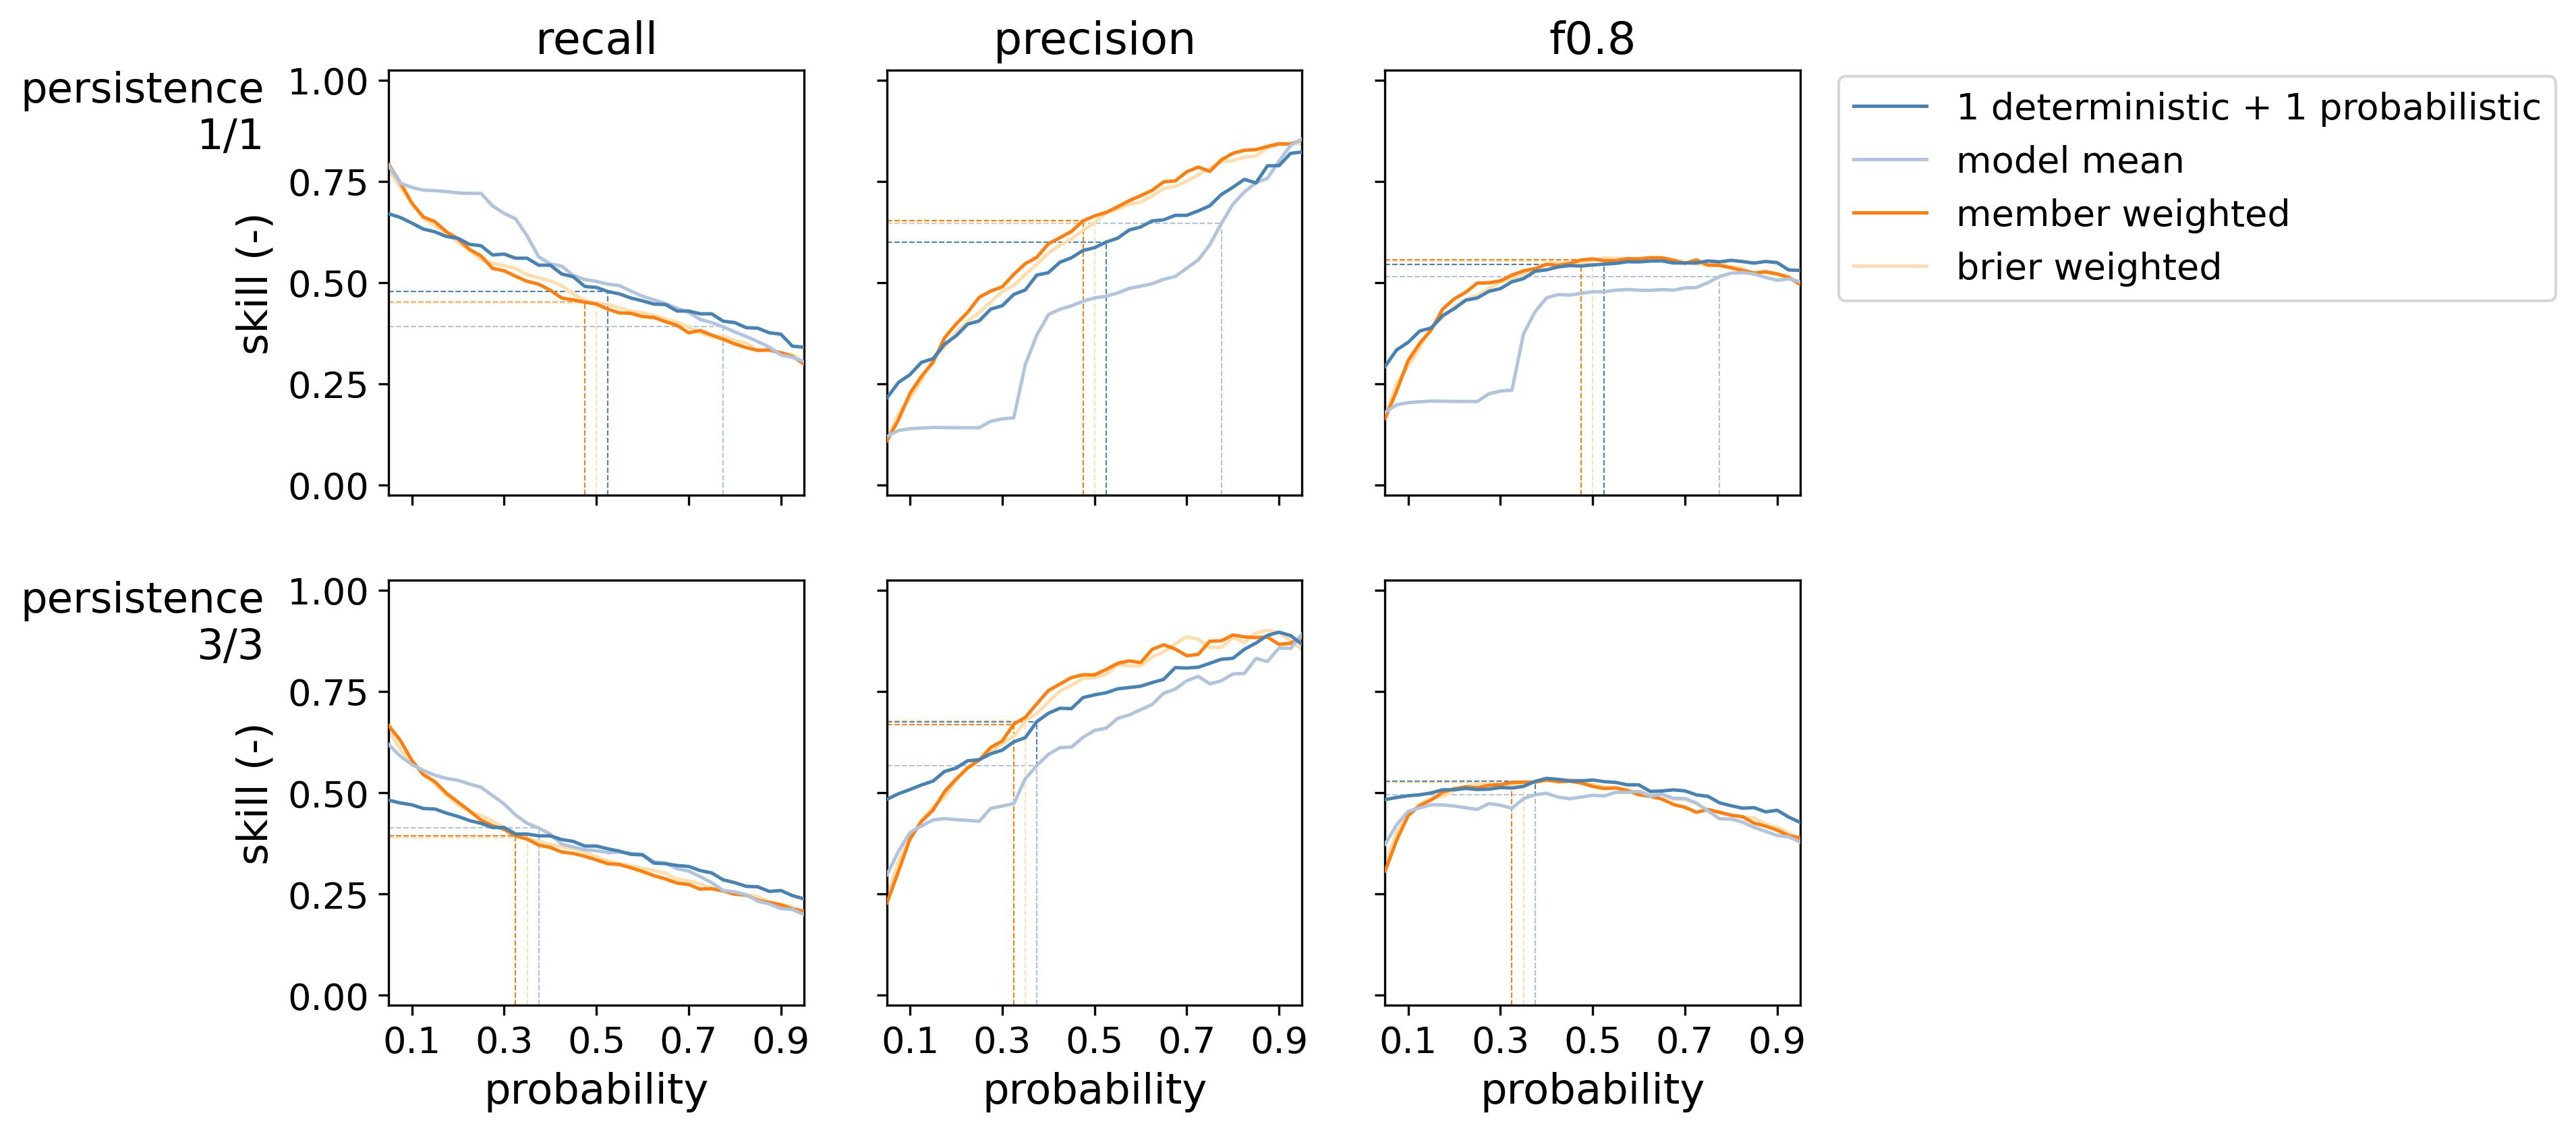 recall
precision
f0.8
persistence
1/1
skill (-)
1.00
0.75
0.50
0.25
0.00
1 deterministic + 1 probabilistic
model mean
member weighted
brier weighted
persistence
3/3
skill (-)
1.00
0.75
0.50
0.25
0.00
0.1 0.3 0.5 0.7 0.9
0.1 0.3 0.5 0.7 0.9
0.1 0.3 0.5 0.7 0.9
probability
probability
probability